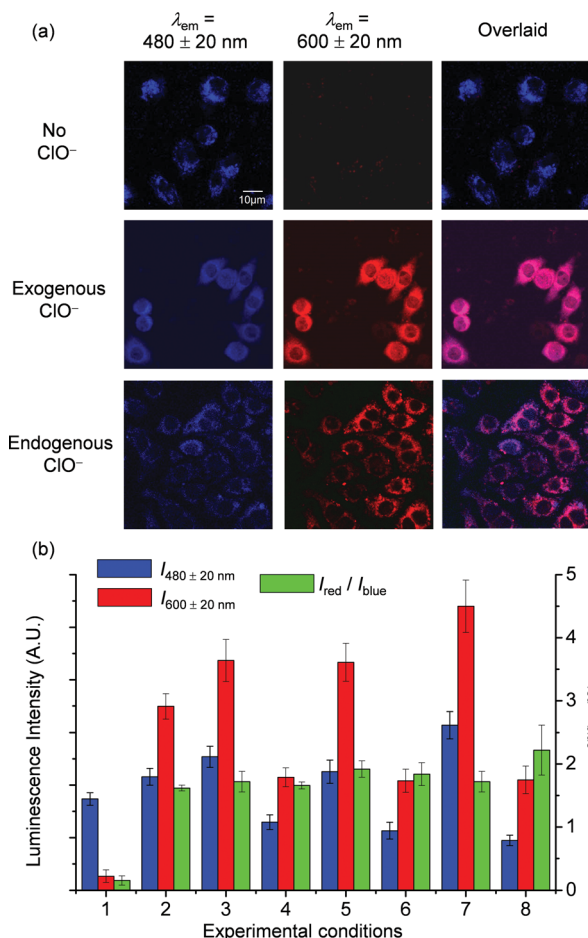 (a)
λem =
480 ± 20 nm
λem =
600 ± 20 nm
Overlaid
No
ClO⁻
10μm
Exogenous
ClO⁻
Endogenous
ClO⁻
(b)
I480 ± 20 nm
I600 ± 20 nm
Ired / Iblue
Luminescence Intensity (A.U.)
5
4
3
2
1
0
1 2 3 4 5 6 7 8
Experimental conditions